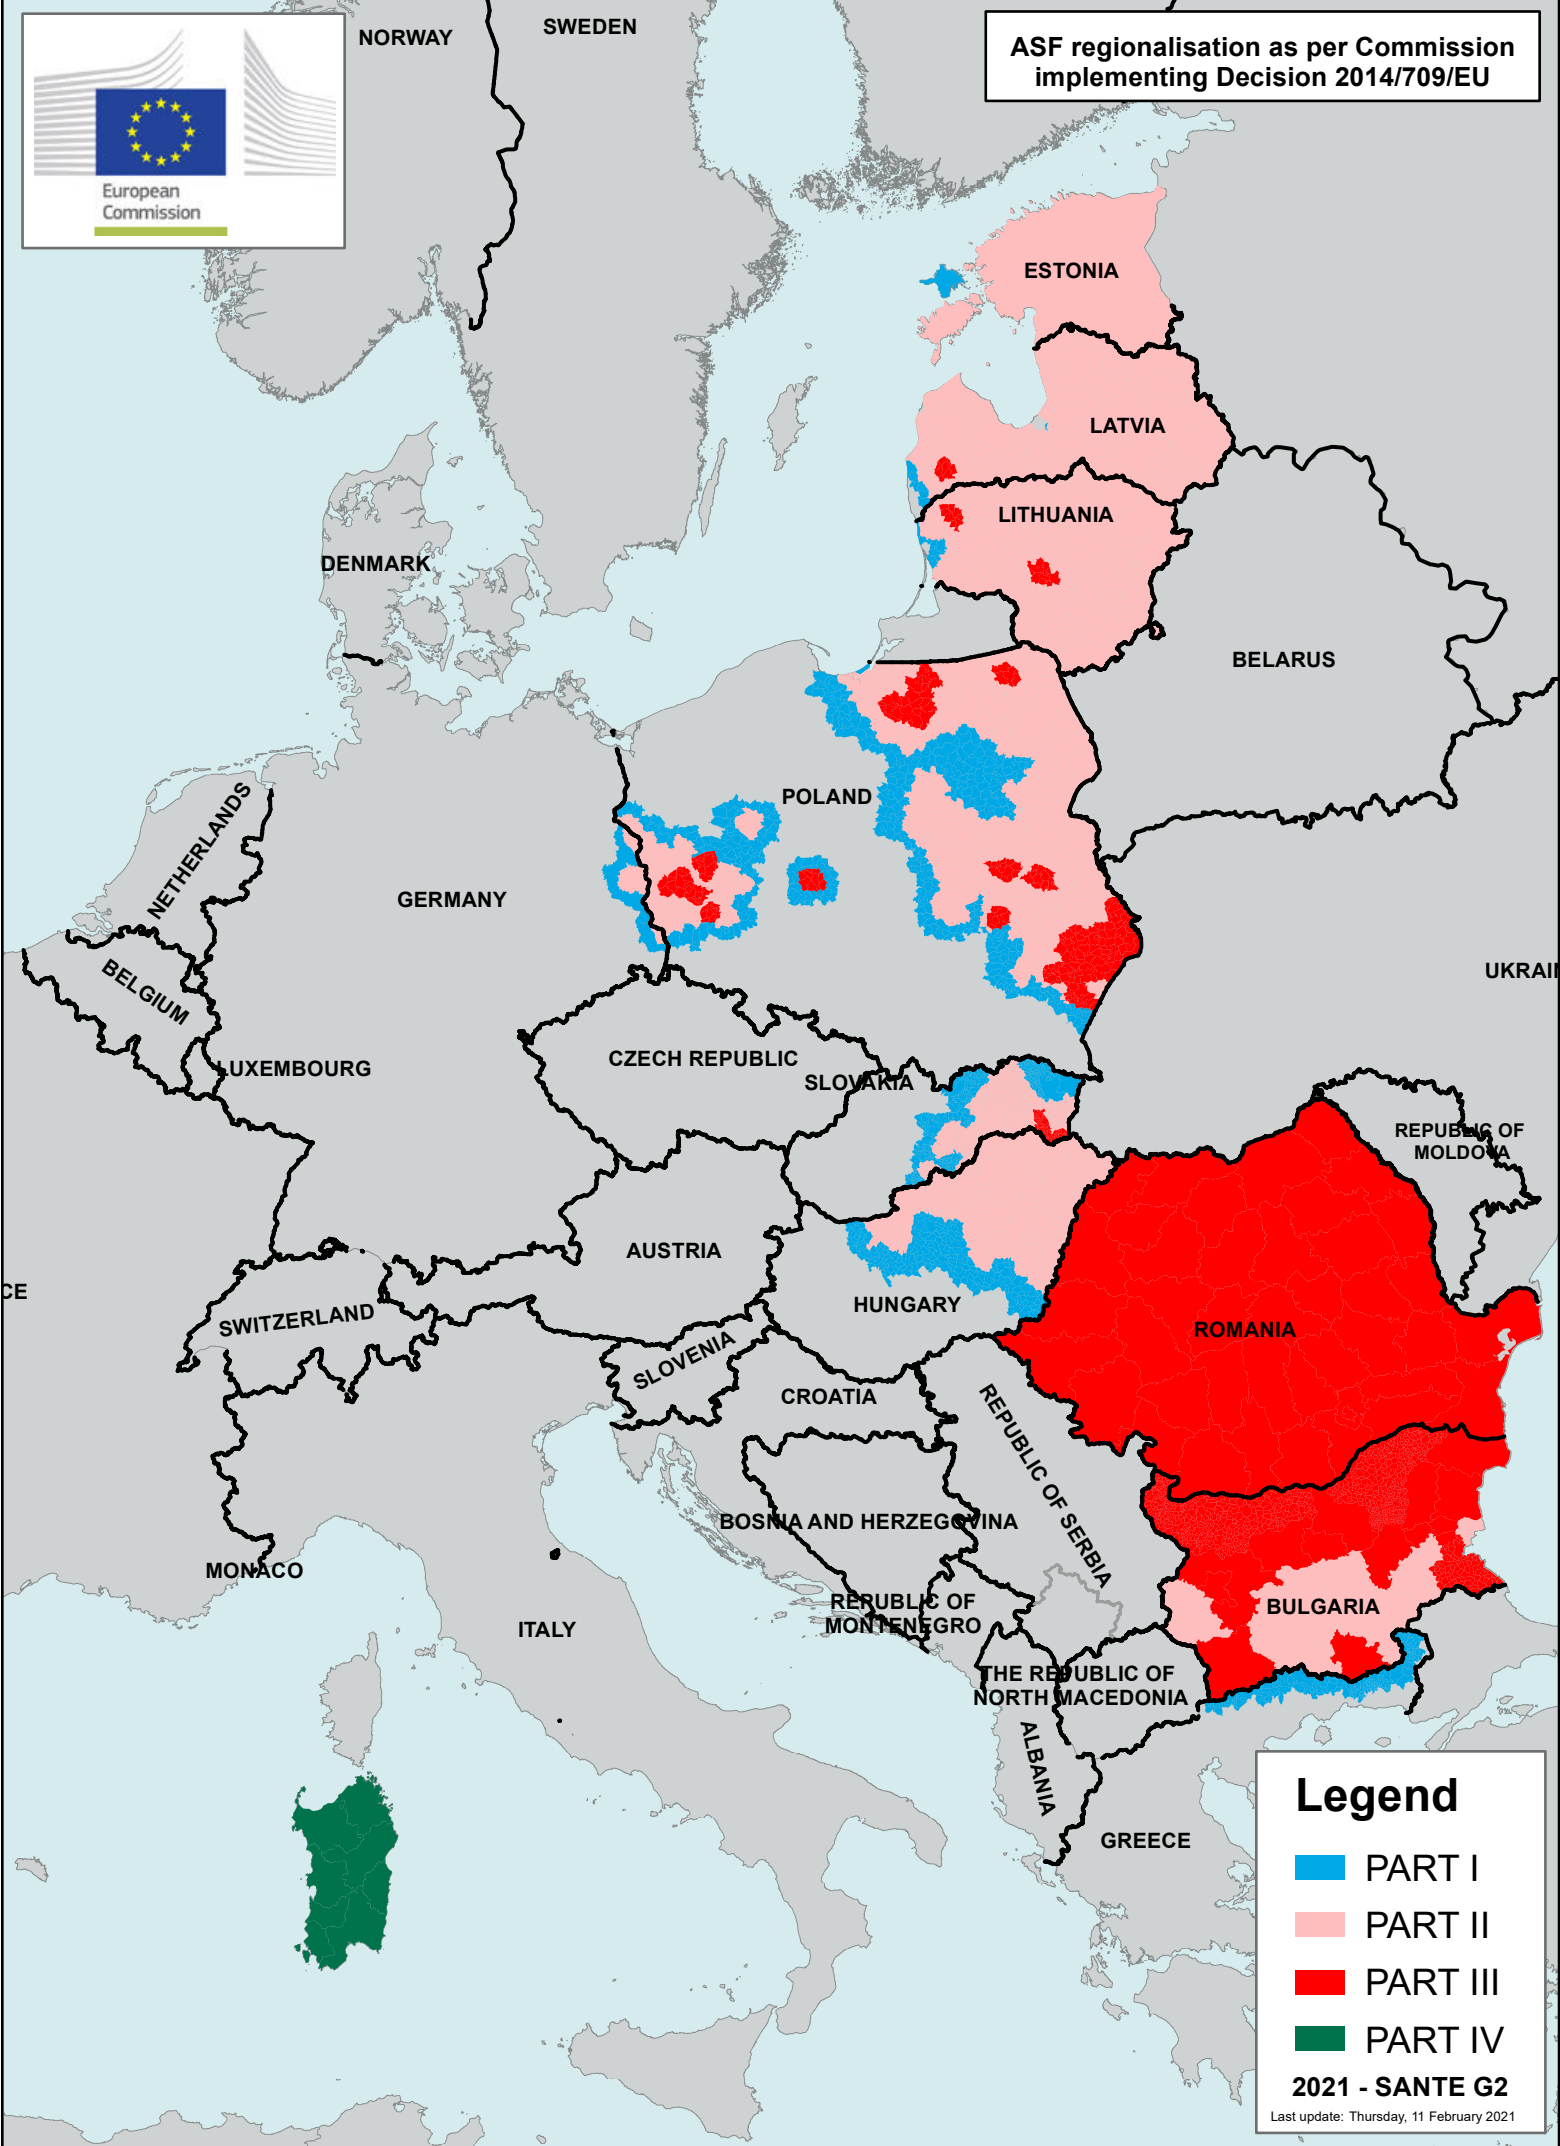 NORWAY
SWEDEN
ASF regionalisation as per Commission
implementing Decision 2014/709/EU
European
Commission
ESTONIA
LATVIA
LITHUANIA
DENMARK
BELARUS
POLAND
NETHERLANDS
GERMANY
BELGIUM
UKRAI
LUXEMBOURG
CZECH REPUBLIC
SLOVAKIA
REPUBLIC OF
MOLDOVA
AUSTRIA
CE
HUNGARY
SWITZERLAND
ROMANIA
SLOVENIA
CROATIA
REPUBLIC OF SERBIA
BOSNIA AND HERZEGOVINA
MONACO
REPUBLIC OF
MONTENEGRO
BULGARIA
ITALY
THE REPUBLIC OF
NORTH MACEDONIA
ALBANIA
GREECE
Legend
PART I
PART II
PART III
PART IV
2021 - SANTE G2
Last update: Thursday, 11 February 2021